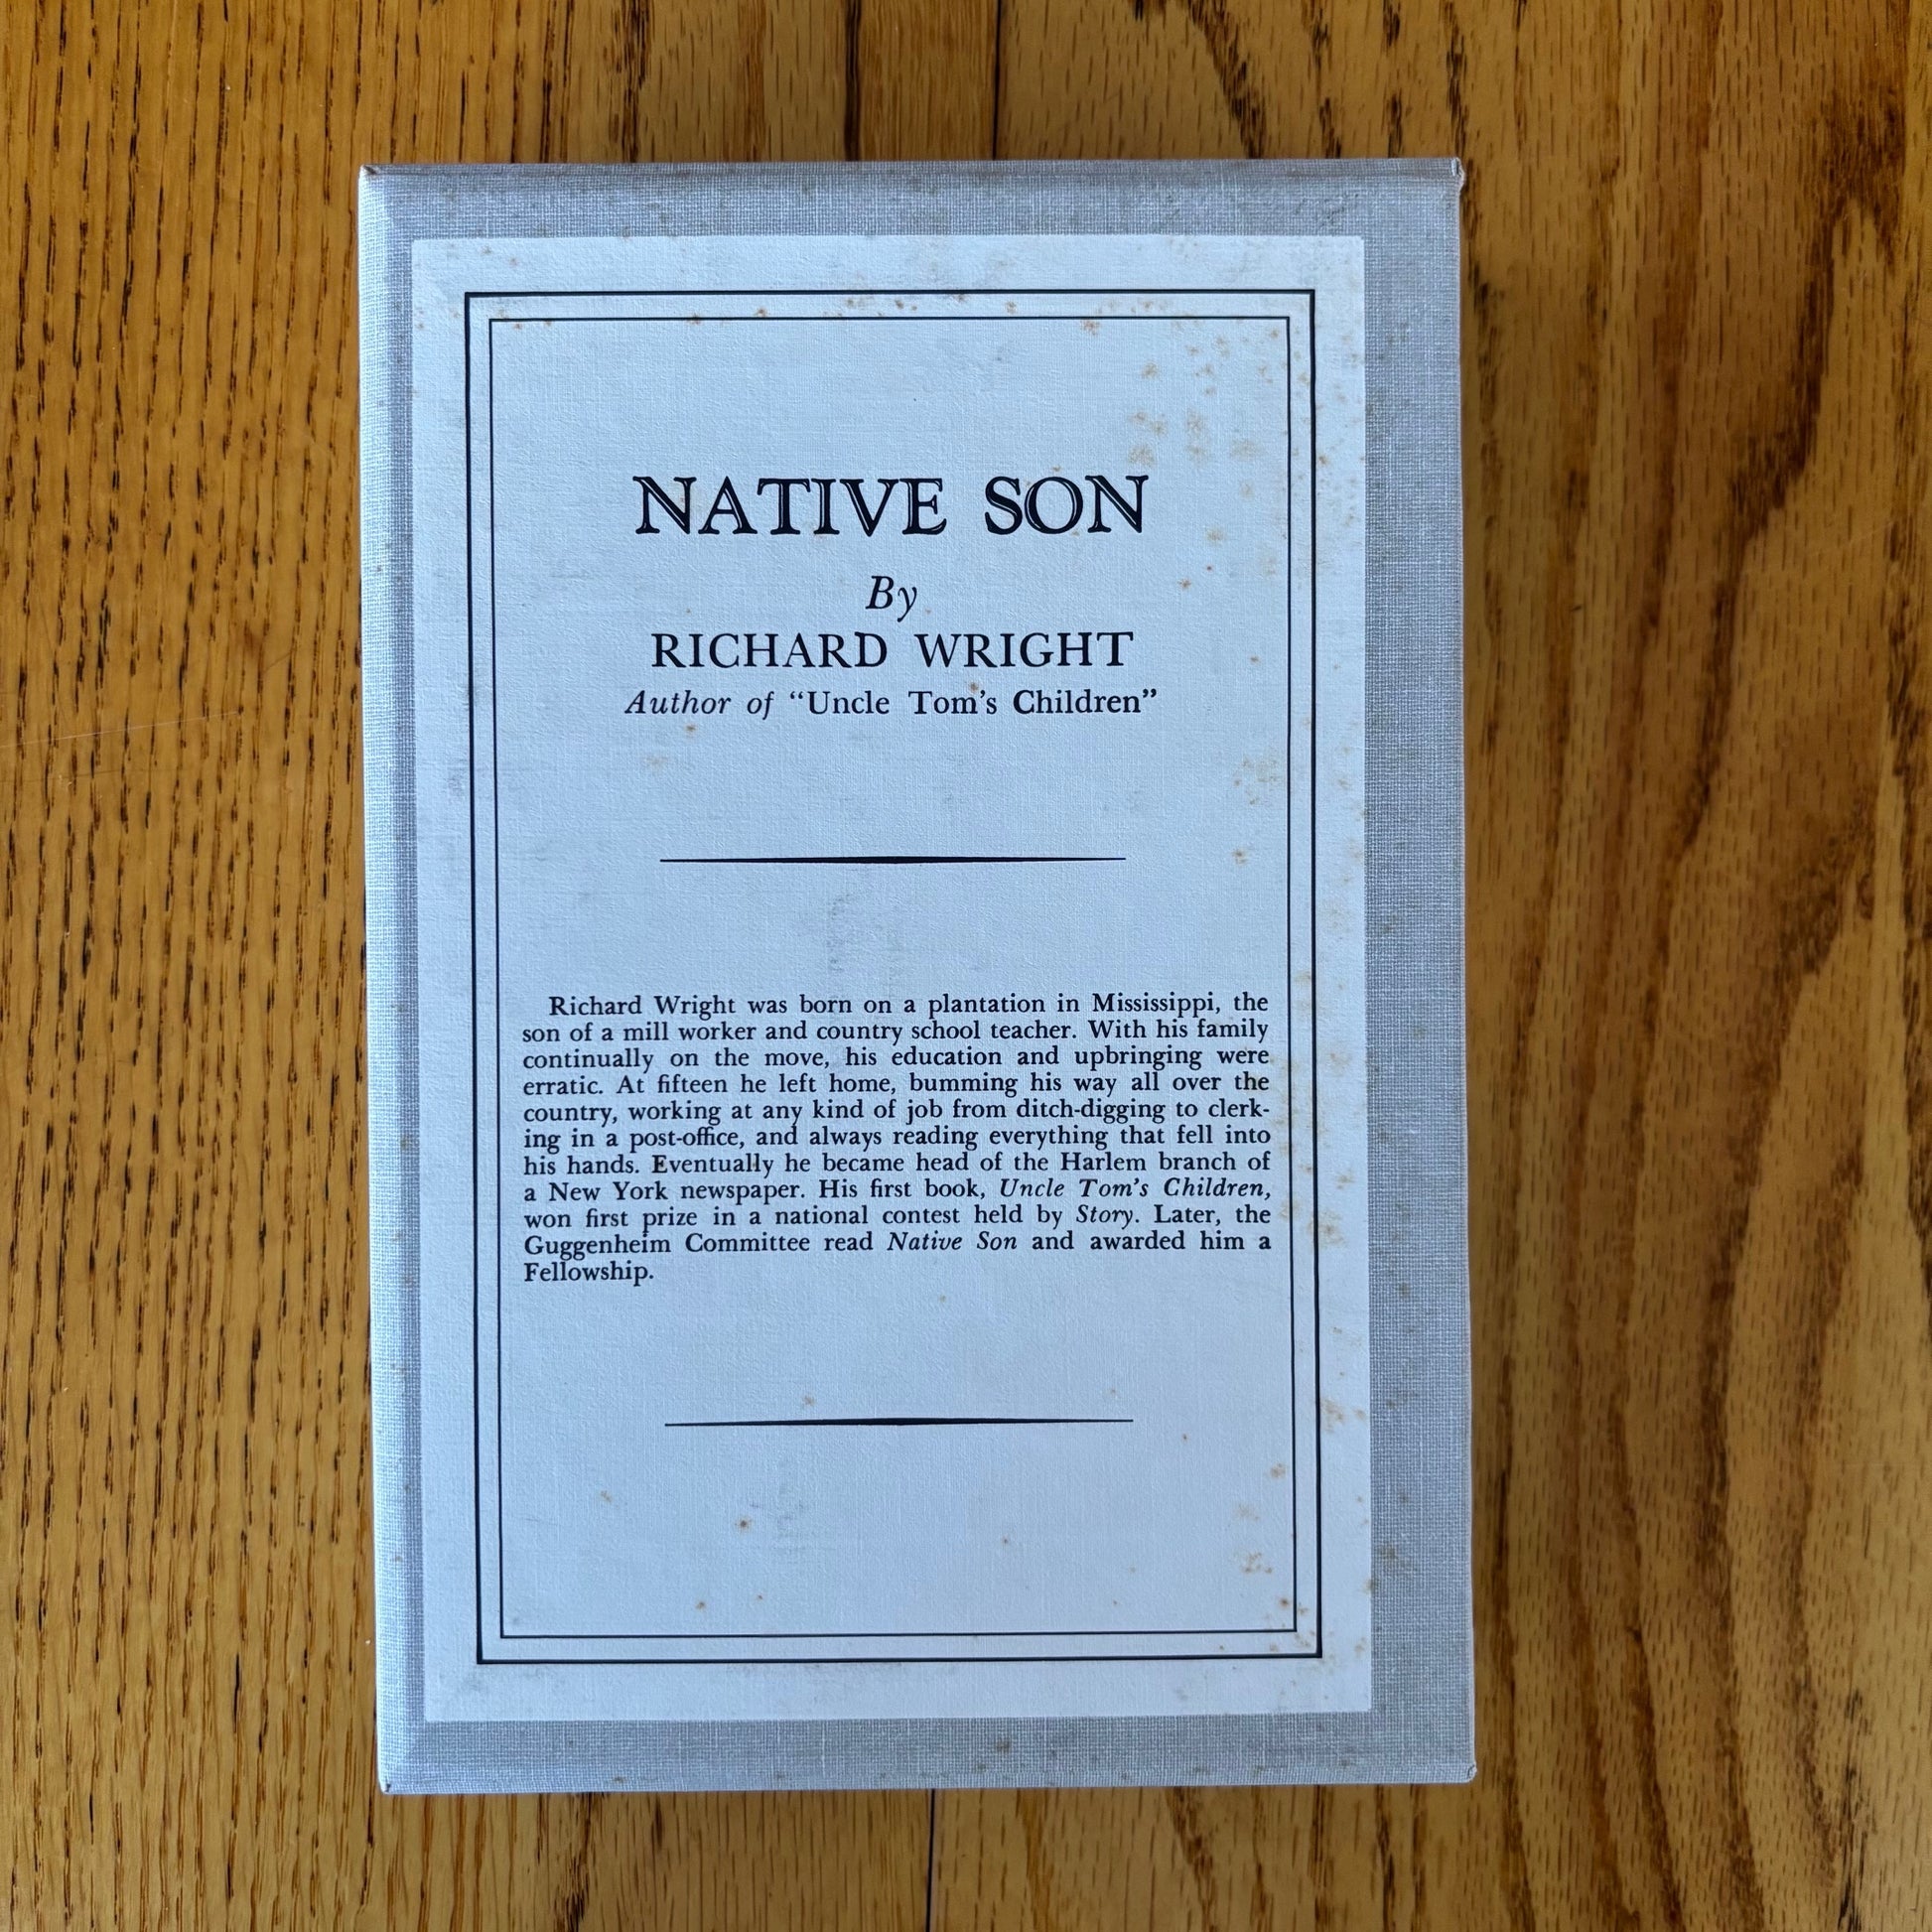 NATIVE SON
By
RICHARD WRIGHT
Author of “Uncle Tom’s Children”
Richard Wright was born on a plantation in Mississippi, the
son of a mill worker and country school teacher. With his family
continually on the move, his education and upbringing were
erratic. At fifteen he left home, bumming his way all over the
country, working at any kind of job from ditch-digging to clerk-
ing in a post-office, and always reading everything that fell into
his hands. Eventually he became head of the Harlem branch of
a New York newspaper. His first book, Uncle Tom’s Children,
won first prize in a national contest held by Story. Later, the
Guggenheim Committee read Native Son and awarded him a
Fellowship.